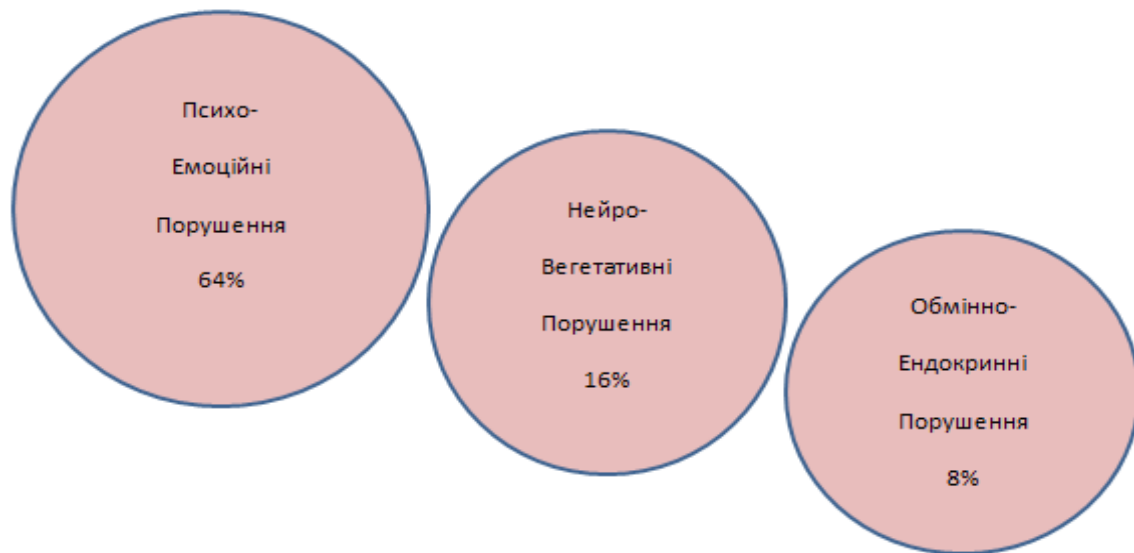 Психо-
Емоційні
Порушення
64%
Нейро-
Вегетативні
Порушення
16%
Обмінно-
Ендокринні
Порушення
8%